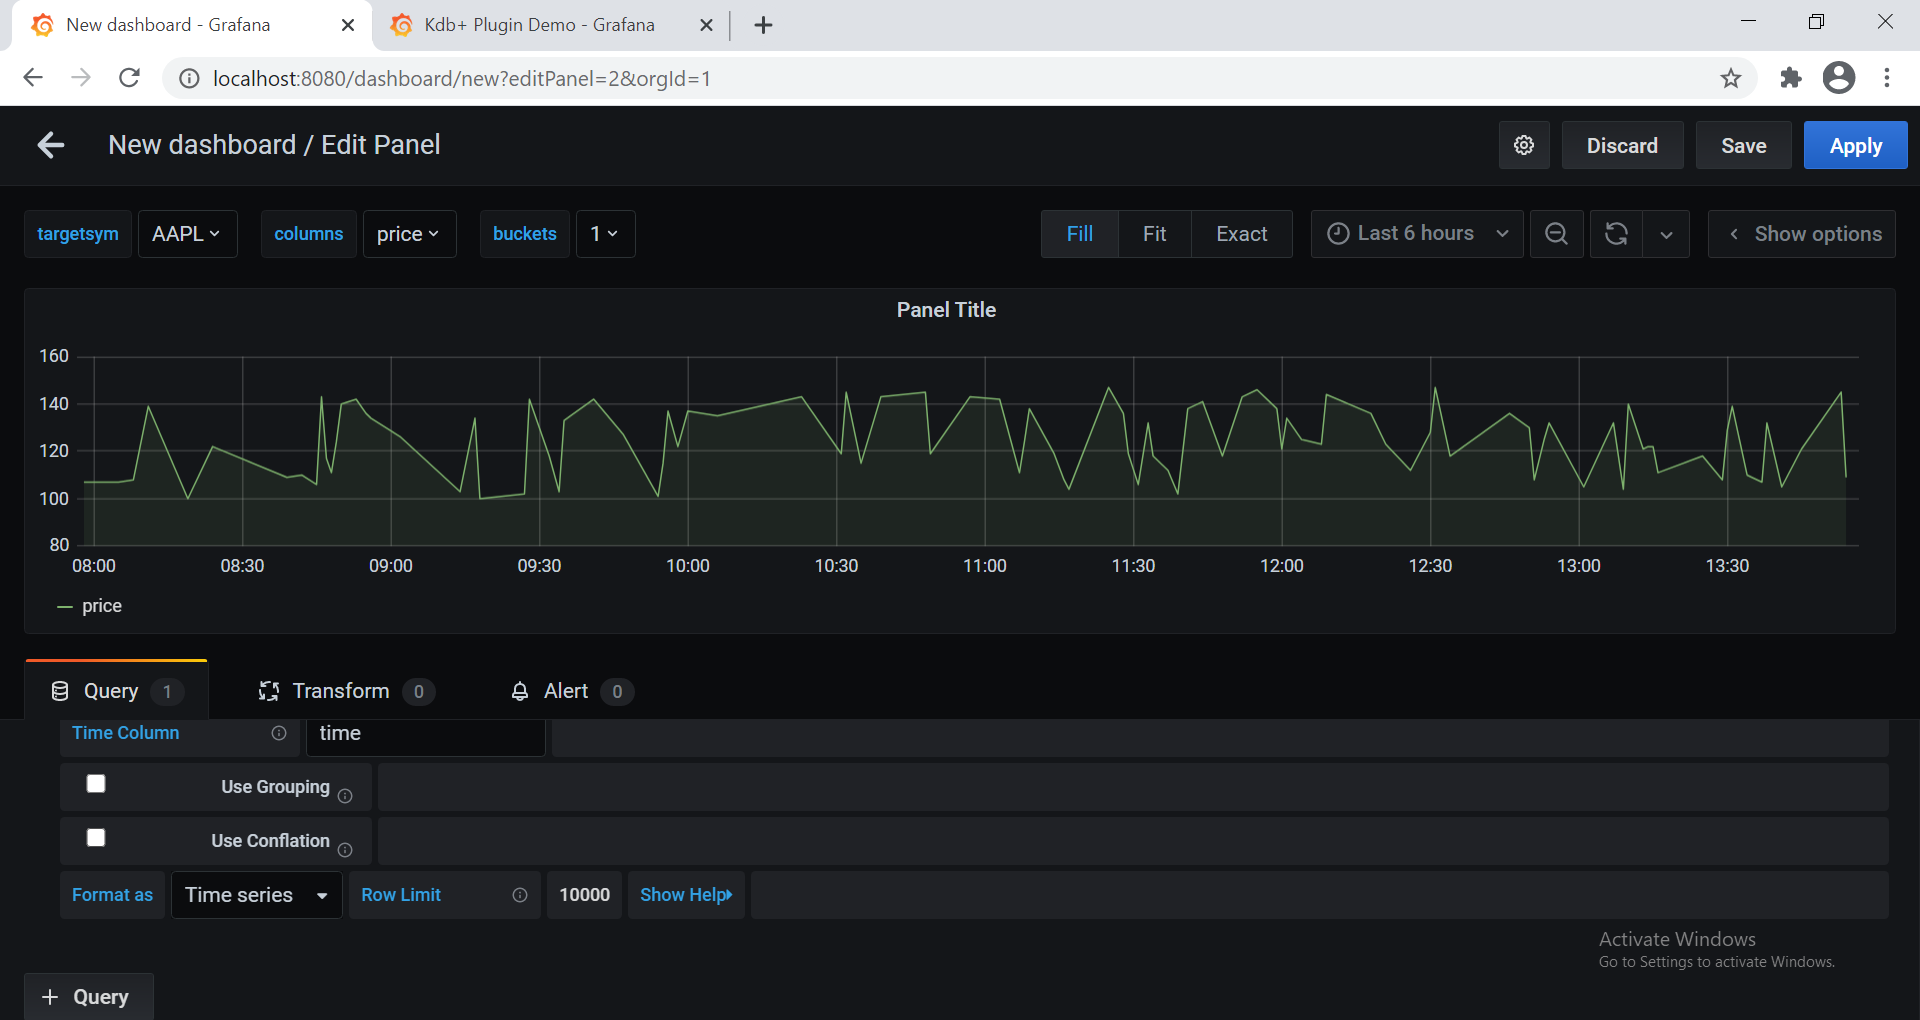 New dashboard - Grafana
Kdb+ Plugin Demo - Grafana
localhost:8080/dashboard/new?editPanel=2&orgId=1
New dashboard / Edit Panel
Discard
Save
Apply
targetsym
AAPL
columns
price
buckets
1
Fill
Fit
Exact
Last 6 hours
Show options
Panel Title
160
140
120
100
80
08:00
08:30
09:00
09:30
10:00
10:30
11:00
11:30
12:00
12:30
13:00
13:30
price
Query 1
Transform 0
Alert 0
Time Column
time
Use Grouping
Use Conflation
Format as
Time series
Row Limit
10000
Show Help
Activate Windows
Go to Settings to activate Windows.
+ Query